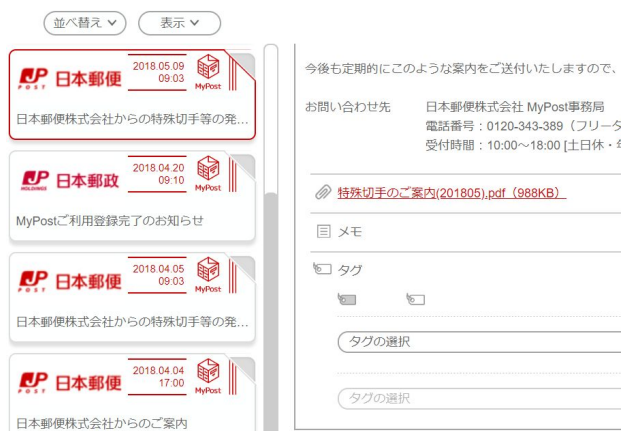 並べ替え
表示
JP
POST
日本郵便
2018.05.09
09:03
MyPost
日本郵便株式会社からの特殊切手等の発...
JP
HOLDINGS
日本郵政
2018.04.20
09:10
MyPost
MyPostご利用登録完了のお知らせ
JP
POST
日本郵便
2018.04.05
09:03
MyPost
日本郵便株式会社からの特殊切手等の発...
JP
POST
日本郵便
2018.04.04
17:00
MyPost
日本郵便株式会社からのご案内
今後も定期的にこのような案内をご送付いたしますので、
お問い合わせ先 日本郵便株式会社 MyPost事務局
電話番号：0120-343-389（フリーダ
受付時間：10:00～18:00 [土日休・年
特殊切手のご案内(201805).pdf（988KB）
メモ
タグ
タグの選択
タグの選択